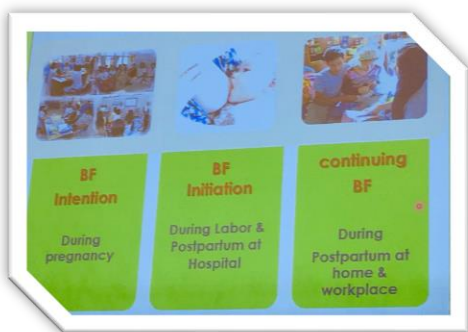 BF
Intention
During
pregnancy
BF
Initiation
During Labor &
Postpartum at
Hospital
continuing
BF
During
Postpartum at
home &
workplace